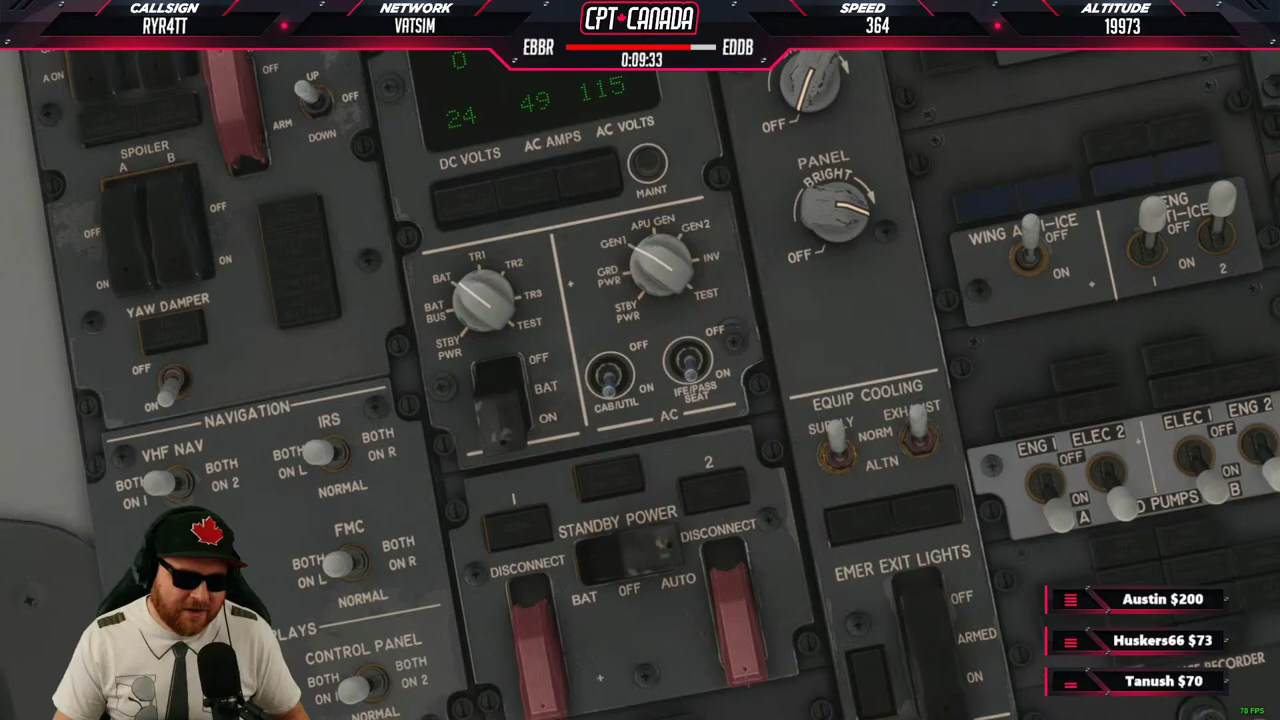 CALLSIGN
RYR4TT
NETWORK
VATSIM
CPT CANADA
SPEED
364
ALTITUDE
19973
EBBR
EDDB
0:09:33
A ON
OFF
UP
OFF
ARM
DOWN
SPOILER
A B
OFF
OFF
ON
ON
YAW DAMPER
OFF
ON
0
24 49 115
DC VOLTS AC AMPS AC VOLTS
MAINT
TR1
BAT TR2
BAT BUS TR3
STBY PWR TEST
APU GEN
GEN1 GEN2
GRD PWR INV
STBY PWR TEST
OFF
BAT
ON
OFF
ON
CAB/UTIL
OFF
ON
IFE/PASS SEAT
AC
OFF
PANEL
BRIGHT
OFF
WING ANTI-ICE
OFF
ON
ENG ANTI-ICE
OFF
ON
1 2
NAVIGATION
VHF NAV
BOTH ON 1
BOTH ON 2
IRS
BOTH ON L
BOTH ON R
NORMAL
FMC
BOTH ON L
BOTH ON R
NORMAL
PLAYS
CONTROL PANEL
BOTH ON 1
BOTH ON 2
NORMAL
1
2
STANDBY POWER
DISCONNECT
DISCONNECT
BAT OFF AUTO
EQUIP COOLING
SUPPLY EXHAUST
NORM
ALTN
EMER EXIT LIGHTS
OFF
ARMED
ON
ENG 1 ELEC 2
OFF
ON
A
ELEC 1 ENG 2
OFF
ON
B
D PUMPS
RECORDER
Austin $200
Huskers66 $73
Tanush $70
78 FPS